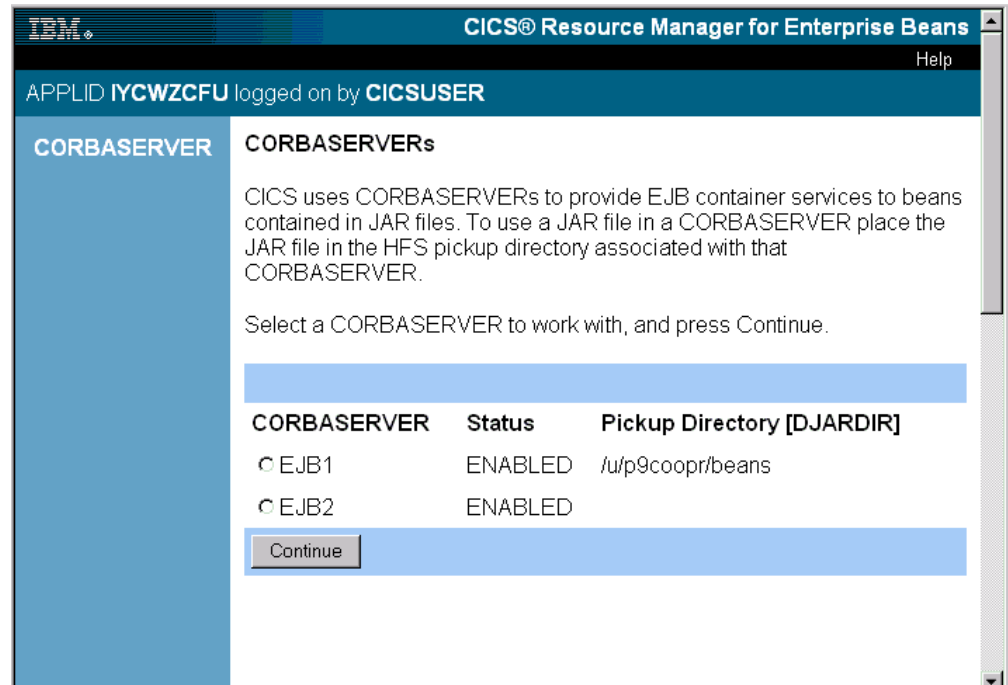 IBM®
CICS® Resource Manager for Enterprise Beans
Help
APPLID IYCWZCFU logged on by CICSUSER
CORBASERVER
CORBASERVERs
CICS uses CORBASERVERs to provide EJB container services to beans
contained in JAR files. To use a JAR file in a CORBASERVER place the
JAR file in the HFS pickup directory associated with that
CORBASERVER.
Select a CORBASERVER to work with, and press Continue.
CORBASERVER Status Pickup Directory [DJARDIR]
EJB1 ENABLED /u/p9coopr/beans
EJB2 ENABLED
Continue